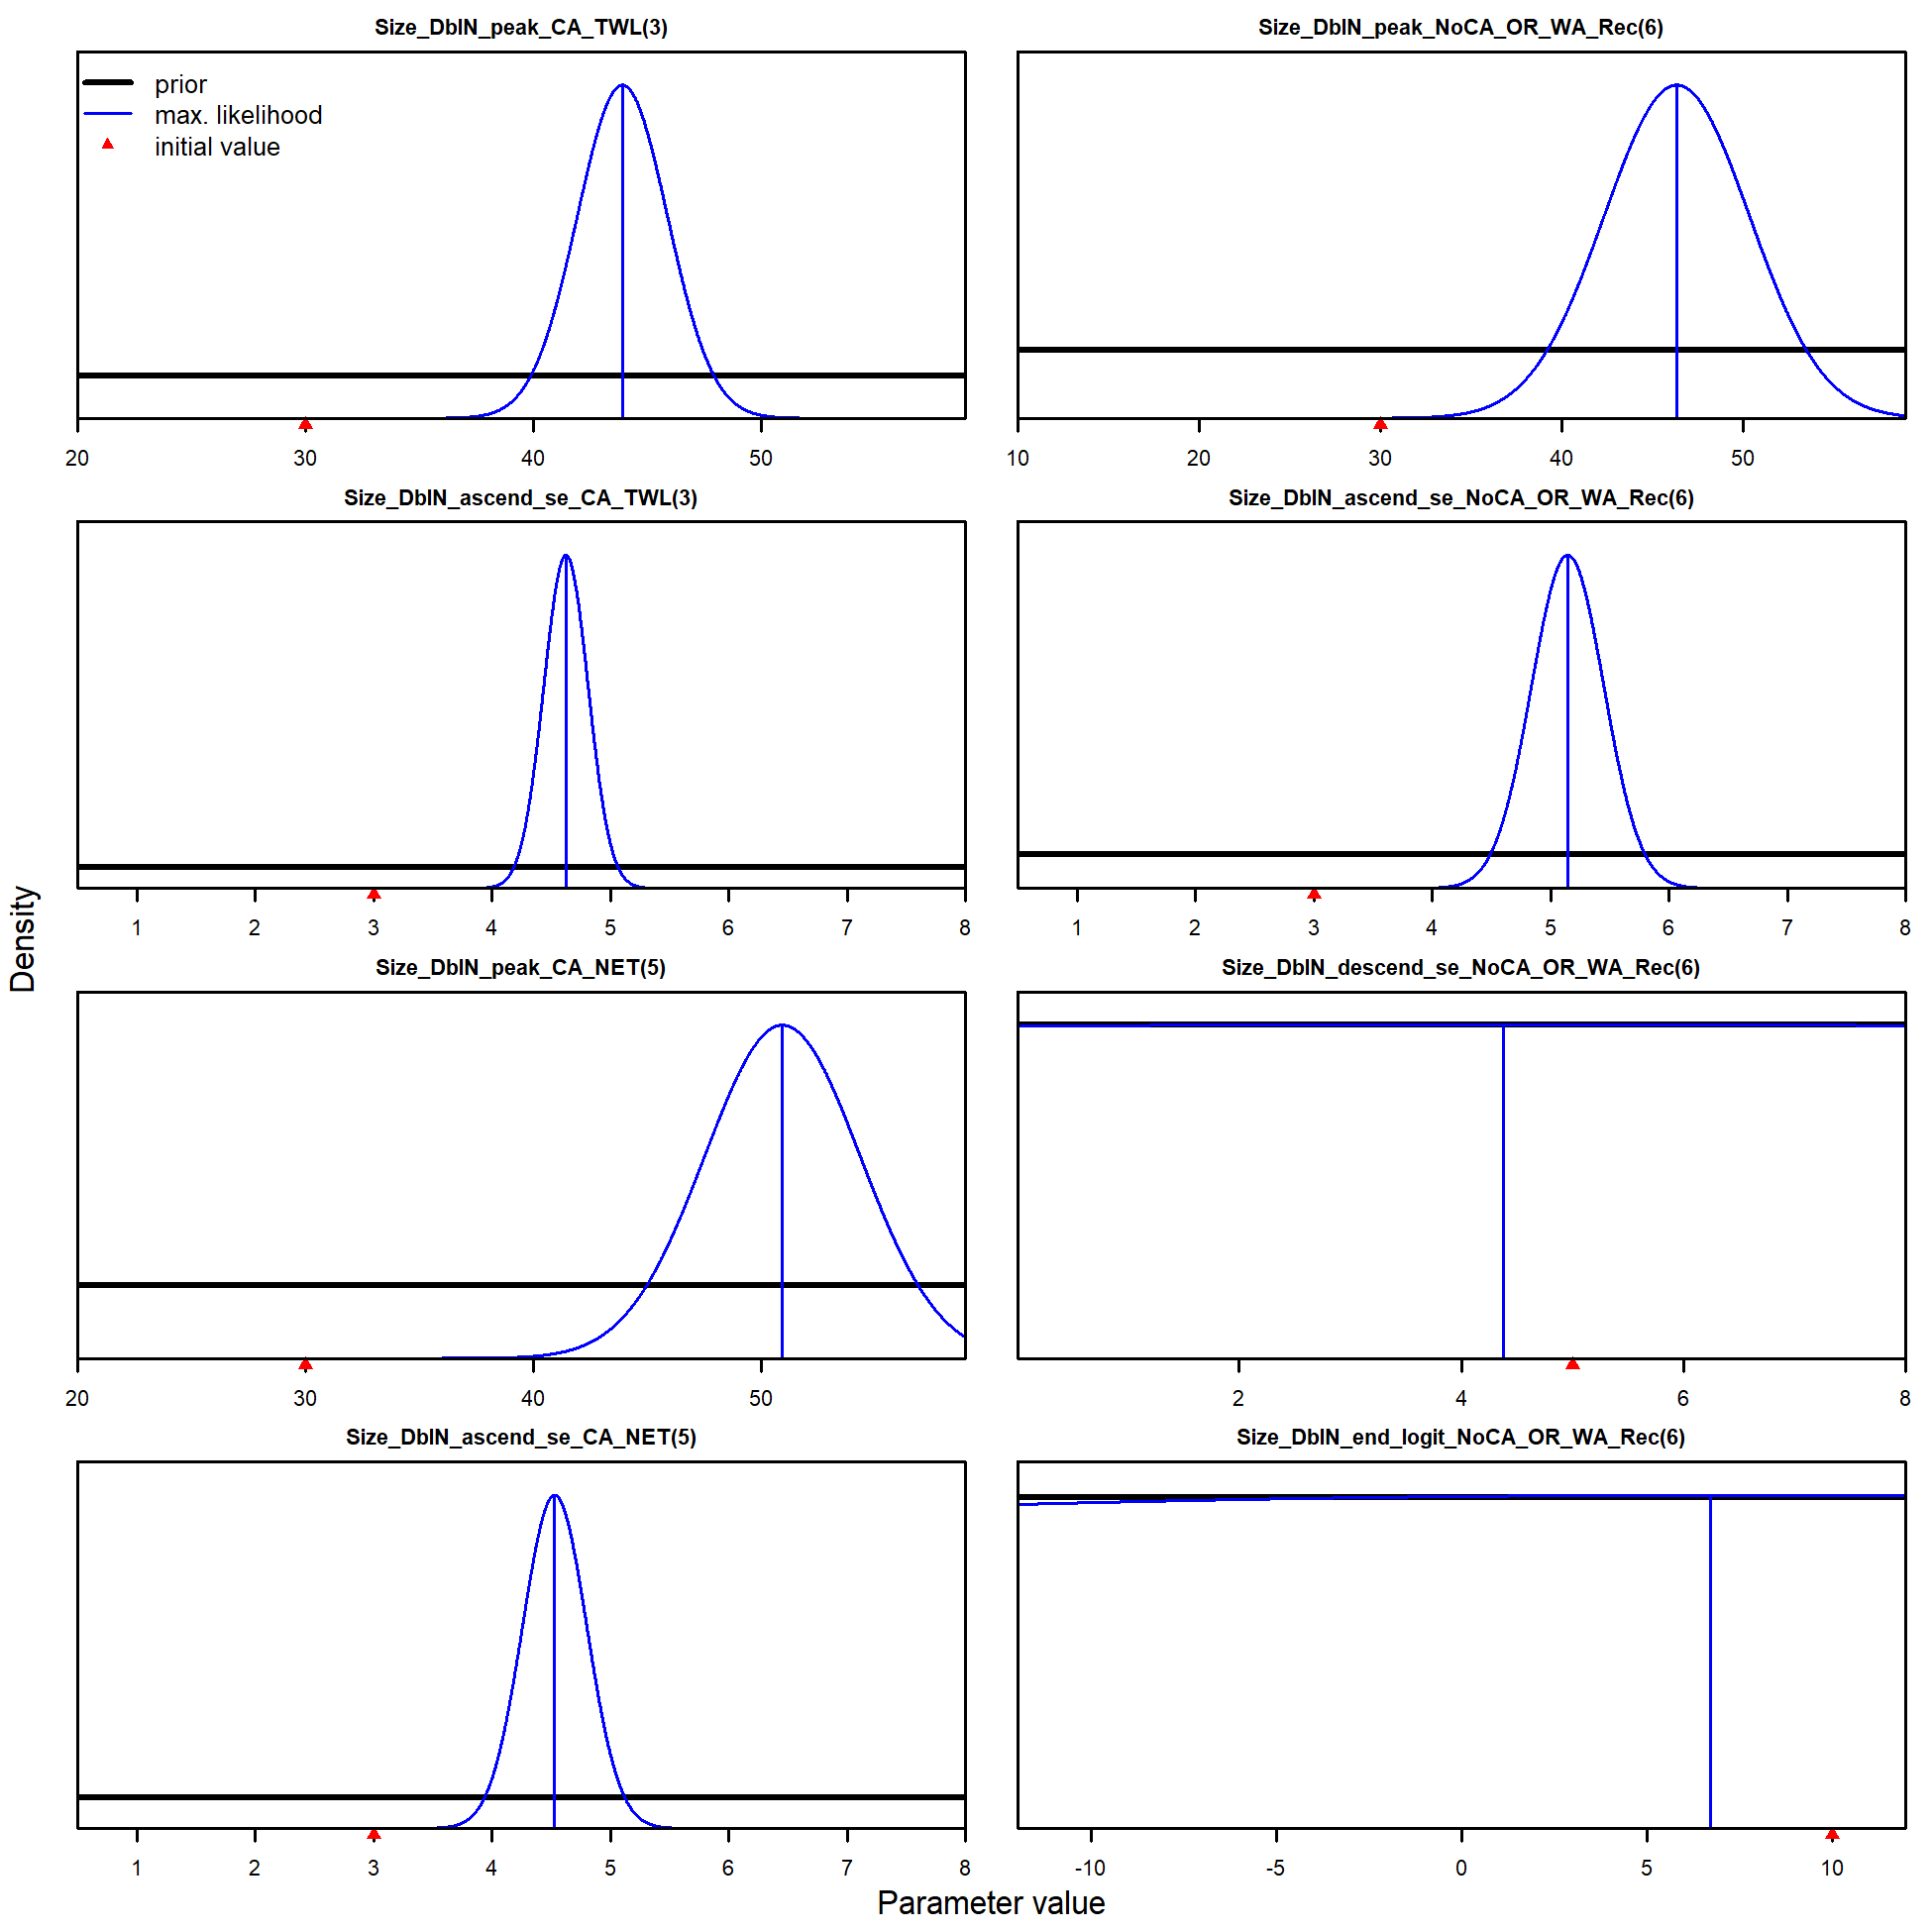 Size_DblN_peak_CA_TWL(3)
prior
max. likelihood
initial value
20 30 40 50
Size_DblN_peak_NoCA_OR_WA_Rec(6)
10 20 30 40 50
Size_DblN_ascend_se_CA_TWL(3)
1 2 3 4 5 6 7 8
Size_DblN_ascend_se_NoCA_OR_WA_Rec(6)
1 2 3 4 5 6 7 8
Size_DblN_peak_CA_NET(5)
20 30 40 50
Size_DblN_descend_se_NoCA_OR_WA_Rec(6)
2 4 6 8
Size_DblN_ascend_se_CA_NET(5)
1 2 3 4 5 6 7 8
Size_DblN_end_logit_NoCA_OR_WA_Rec(6)
-10 -5 0 5 10
Density
Parameter value